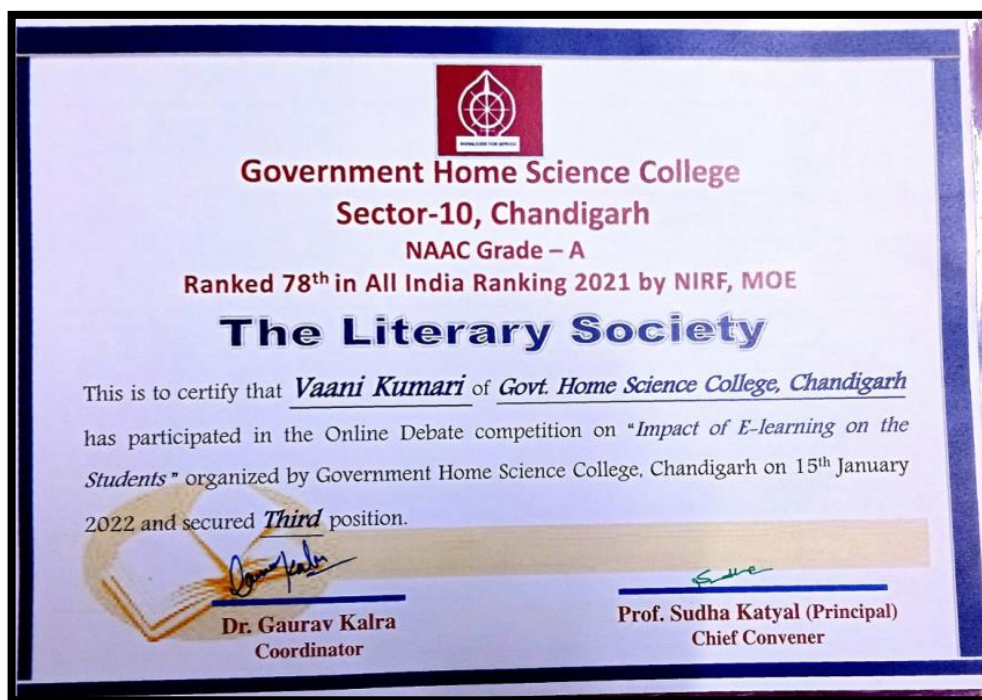 Government Home Science College
Sector-10, Chandigarh
NAAC Grade – A
Ranked 78th in All India Ranking 2021 by NIRF, MOE
The Literary Society
This is to certify that Vaani Kumari of Govt. Home Science College, Chandigarh
has participated in the Online Debate competition on "Impact of E-learning on the
Students" organized by Government Home Science College, Chandigarh on 15th January
2022 and secured Third position.
Dr. Gaurav Kalra
Coordinator
Prof. Sudha Katyal (Principal)
Chief Convener